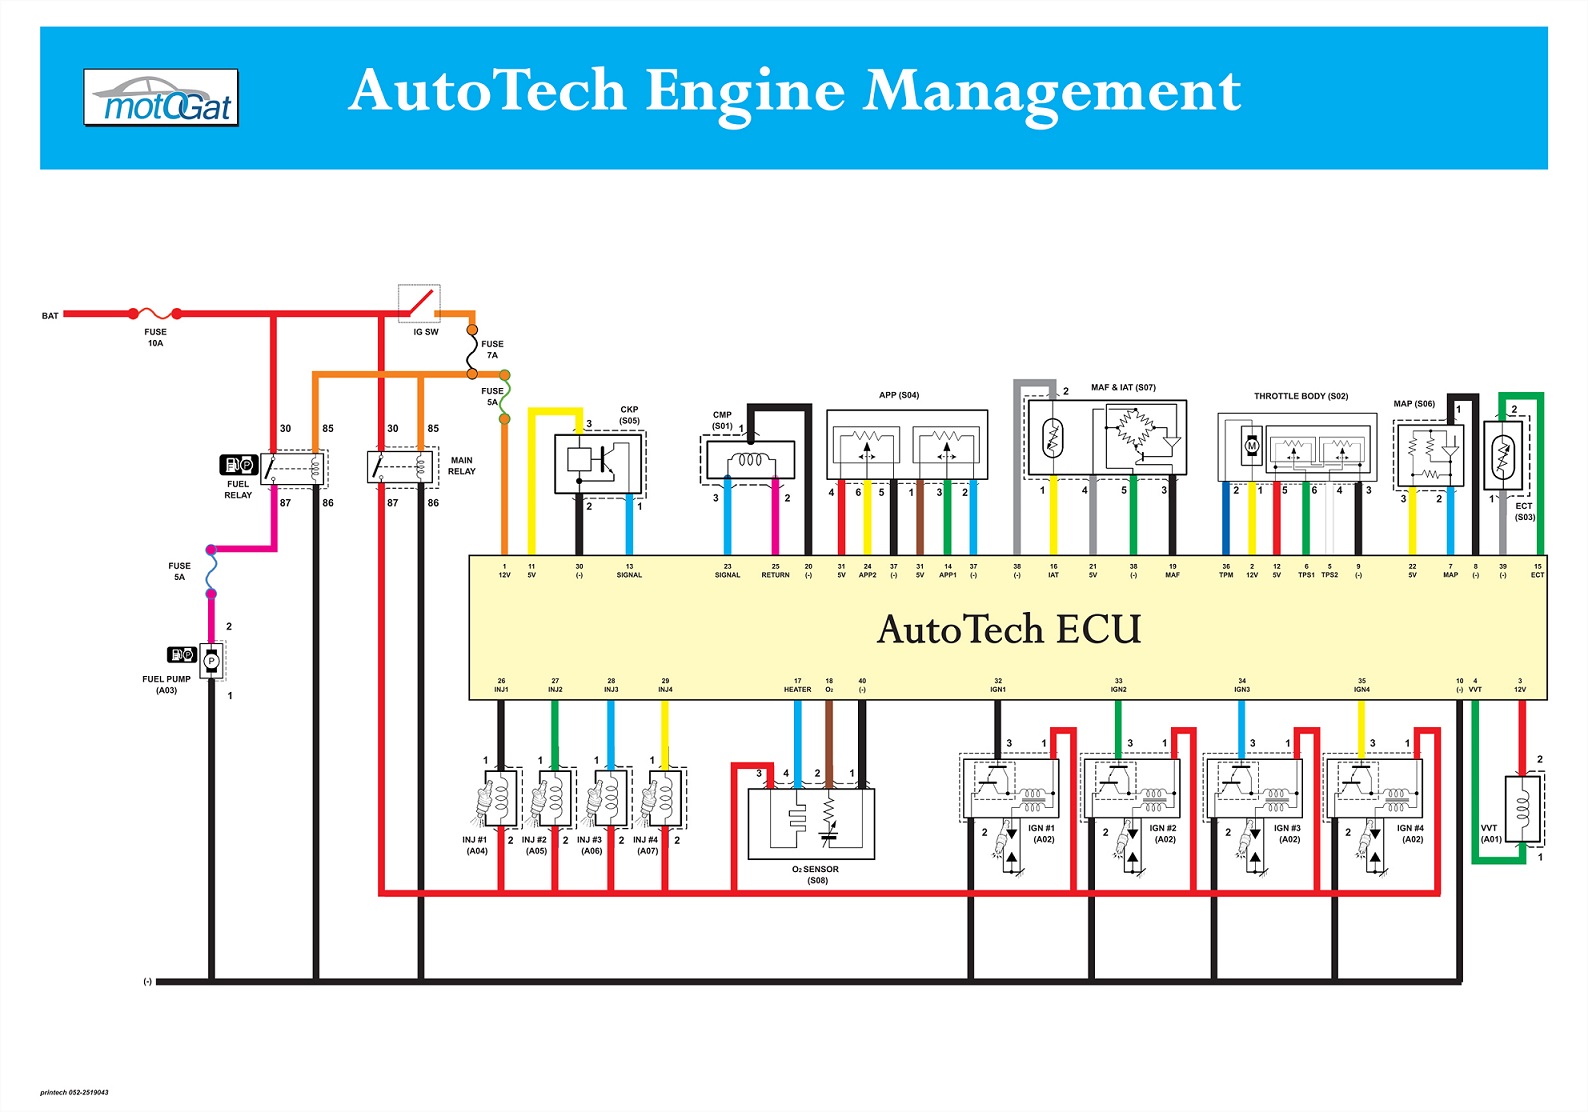 motOGat
AutoTech Engine Management
BAT
FUSE
10A
IG SW
FUSE
7A
FUSE
5A
30
85
30
85
FUEL
RELAY
MAIN
RELAY
87
86
87
86
FUSE
5A
2
P
FUEL PUMP
(A03)
1
CKP
(S05)
3
2
1
CMP
(S01)
1
3
2
APP (S04)
4
6
5
1
3
2
MAF & IAT (S07)
2
1
4
5
3
THROTTLE BODY (S02)
M
2
1
5
6
4
3
MAP (S06)
1
3
2
2
1
ECT
(S03)
1
12V
11
5V
30
(-)
13
SIGNAL
23
SIGNAL
25
RETURN
20
(-)
31
5V
24
APP2
37
(-)
31
5V
14
APP1
37
(-)
38
(-)
16
IAT
21
5V
38
(-)
19
MAF
36
TPM
2
12V
12
5V
6
TPS1
5
TPS2
9
(-)
22
5V
7
MAP
8
(-)
39
(-)
15
ECT
AutoTech ECU
26
INJ1
27
INJ2
28
INJ3
29
INJ4
17
HEATER
18
O2
40
(-)
32
IGN1
33
IGN2
34
IGN3
35
IGN4
10
(-)
4
VVT
3
12V
1
2
INJ #1
(A04)
1
2
INJ #2
(A05)
1
2
INJ #3
(A06)
1
2
INJ #4
(A07)
3
4
2
1
O2 SENSOR
(S08)
3
1
2
IGN #1
(A02)
3
1
2
IGN #2
(A02)
3
1
2
IGN #3
(A02)
3
1
2
IGN #4
(A02)
2
VVT
(A01)
1
(-)
printech 052-2519043